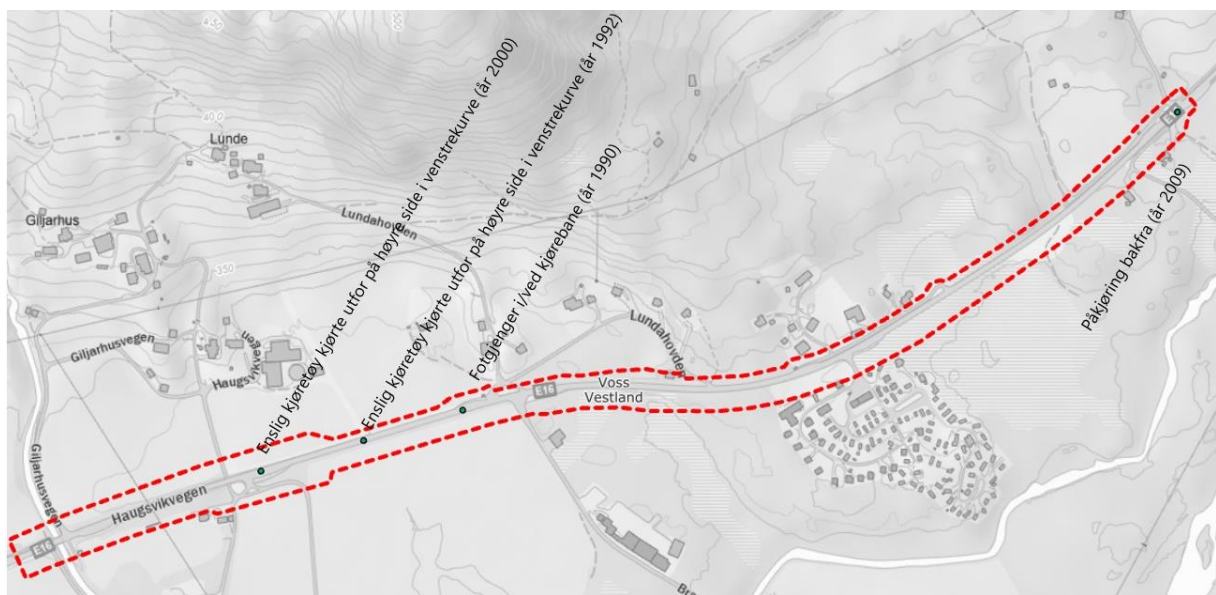 450
Enslig kjøretøy kjørte utfor på høyre side i venstrekurve (år 2000)
Enslig kjøretøy kjørte utfor på høyre side i venstrekurve (år 1992)
Fotgjenger i/ved kjørebane (år 1990)
Påkjøring bakfra (år 2009)
400
Lunde
Giljarhus
Lundahovden
350
Giljarhusvegen
Haugsvikvegen
Lundahovden
E16
Voss
Vestland
Giljarhusvegen
Haugsvikvegen
E16